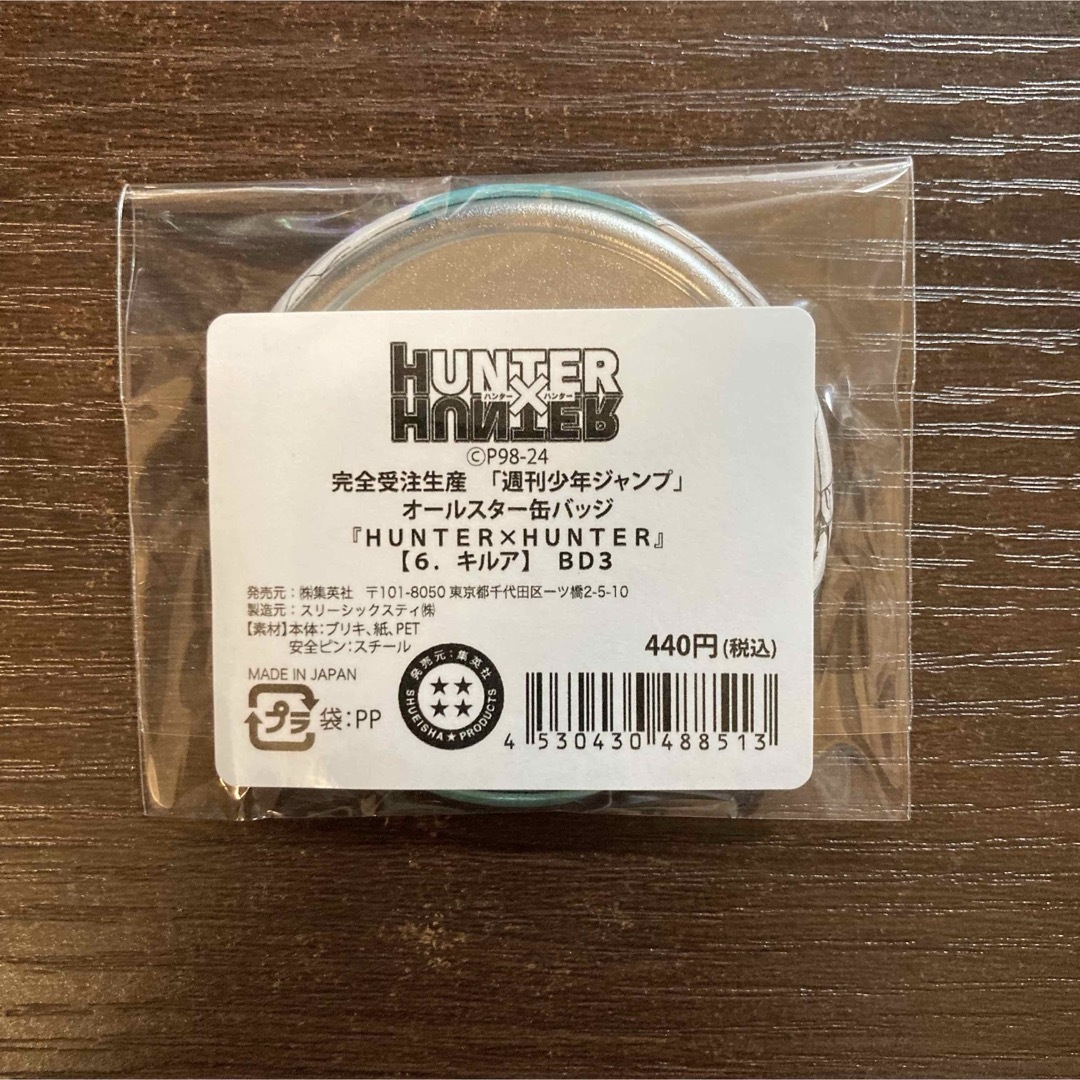 HUNTER
ハンター×ハンター
HUNTER
©P98-24
完全受注生産 「週刊少年ジャンプ」
オールスター缶バッジ
『HUNTER×HUNTER』
【6．キルア】 BD3
発売元：㈱集英社 〒101-8050 東京都千代田区一ツ橋2-5-10
製造元：スリーシックスティ㈱
【素材】本体：ブリキ、紙、PET
安全ピン：スチール
440円(税込)
MADE IN JAPAN
プラ 袋：PP
発売元：集英社
SHUEISHA★PRODUCTS
4 530430 488513